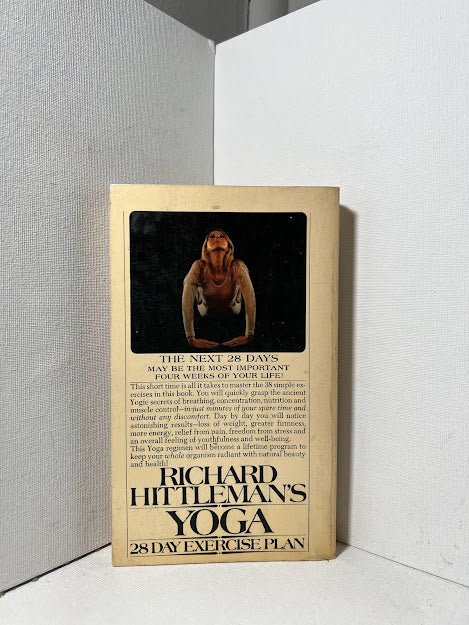 THE NEXT 28 DAYS
MAY BE THE MOST IMPORTANT
FOUR WEEKS OF YOUR LIFE!
This short time is all it takes to master the 38 simple ex-
ercises in this book. You will quickly grasp the ancient
Yogic secrets of breathing, concentration, nutrition and
muscle control—in just minutes of your spare time and
without any discomfort. Day by day you will notice
astonishing results—loss of weight, greater firmness,
more energy, relief from pain, freedom from stress and
an overall feeling of youthfulness and well-being.
This Yoga regimen will become a lifetime program to
keep your whole organism radiant with natural beauty
and health!
RICHARD
HITTLEMAN'S
YOGA
28 DAY EXERCISE PLAN